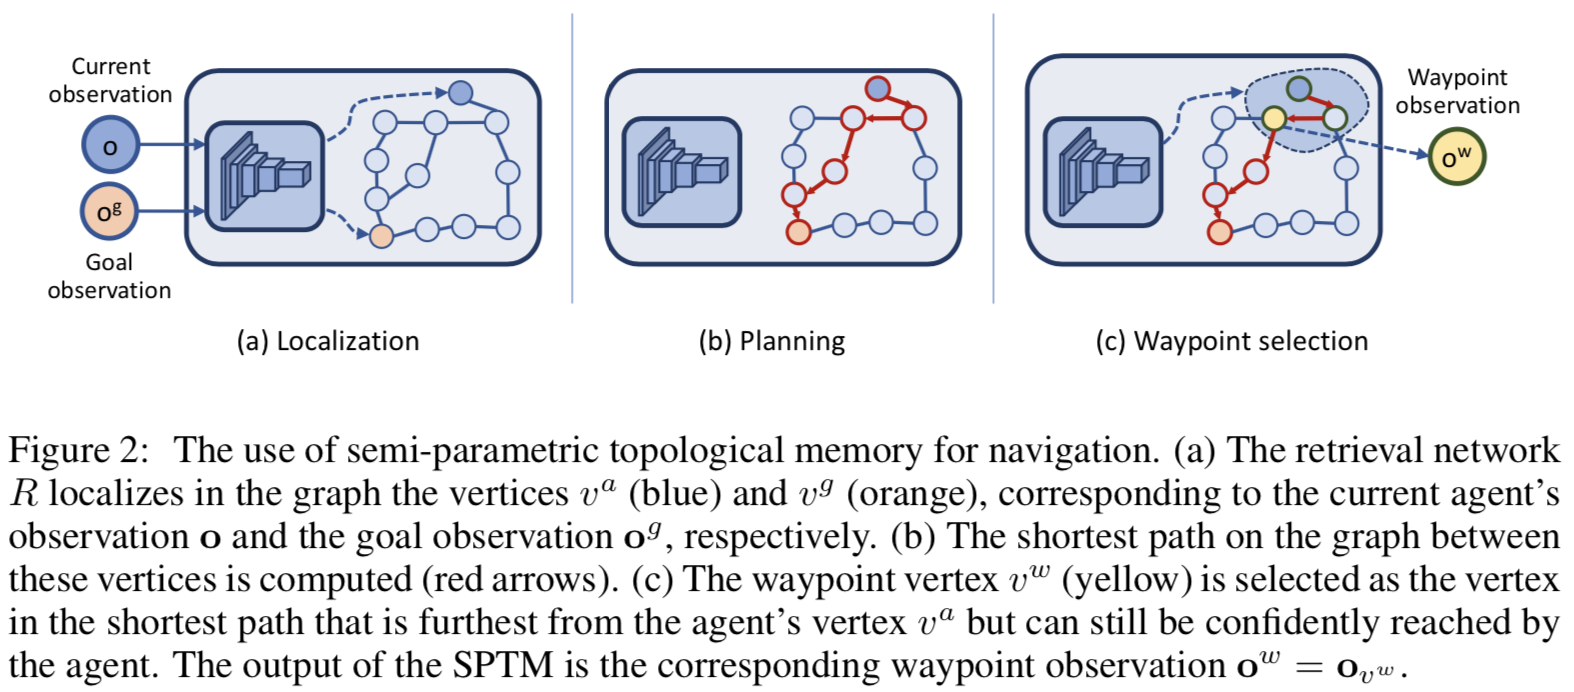 Current
observation
o
o^g
Goal
observation
(a) Localization
(b) Planning
Waypoint
observation
o^w
(c) Waypoint selection
Figure 2: The use of semi-parametric topological memory for navigation. (a) The retrieval network
R localizes in the graph the vertices v^a (blue) and v^g (orange), corresponding to the current agent's
observation o and the goal observation o^g, respectively. (b) The shortest path on the graph between
these vertices is computed (red arrows). (c) The waypoint vertex v^w (yellow) is selected as the vertex
in the shortest path that is furthest from the agent's vertex v^a but can still be confidently reached by
the agent. The output of the SPTM is the corresponding waypoint observation o^w = o_{v^w}.